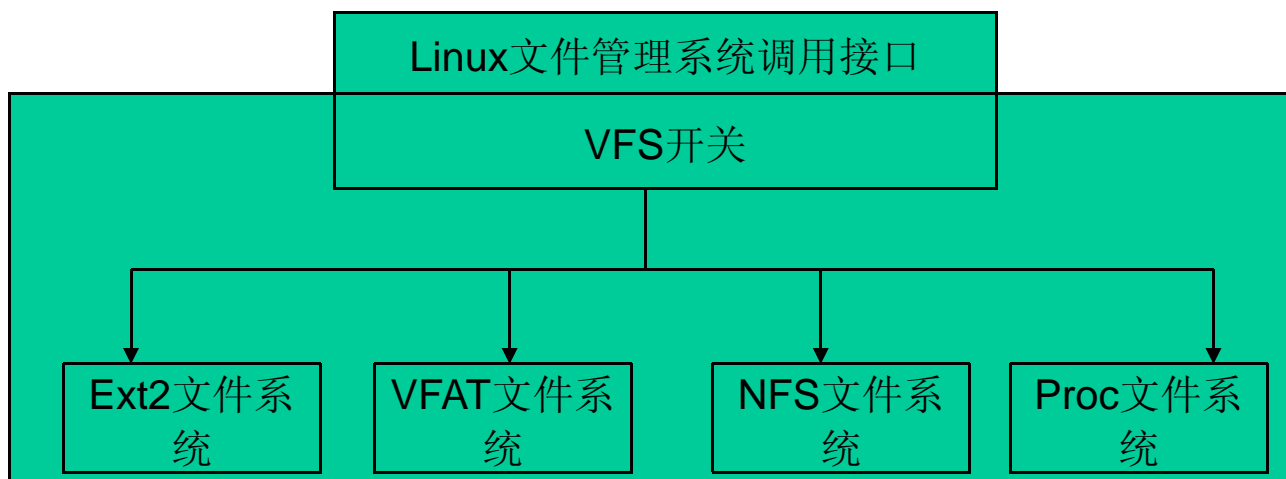 Linux文件管理系统调用接口
VFS开关
Ext2文件系
统
VFAT文件系
统
NFS文件系
统
Proc文件系
统